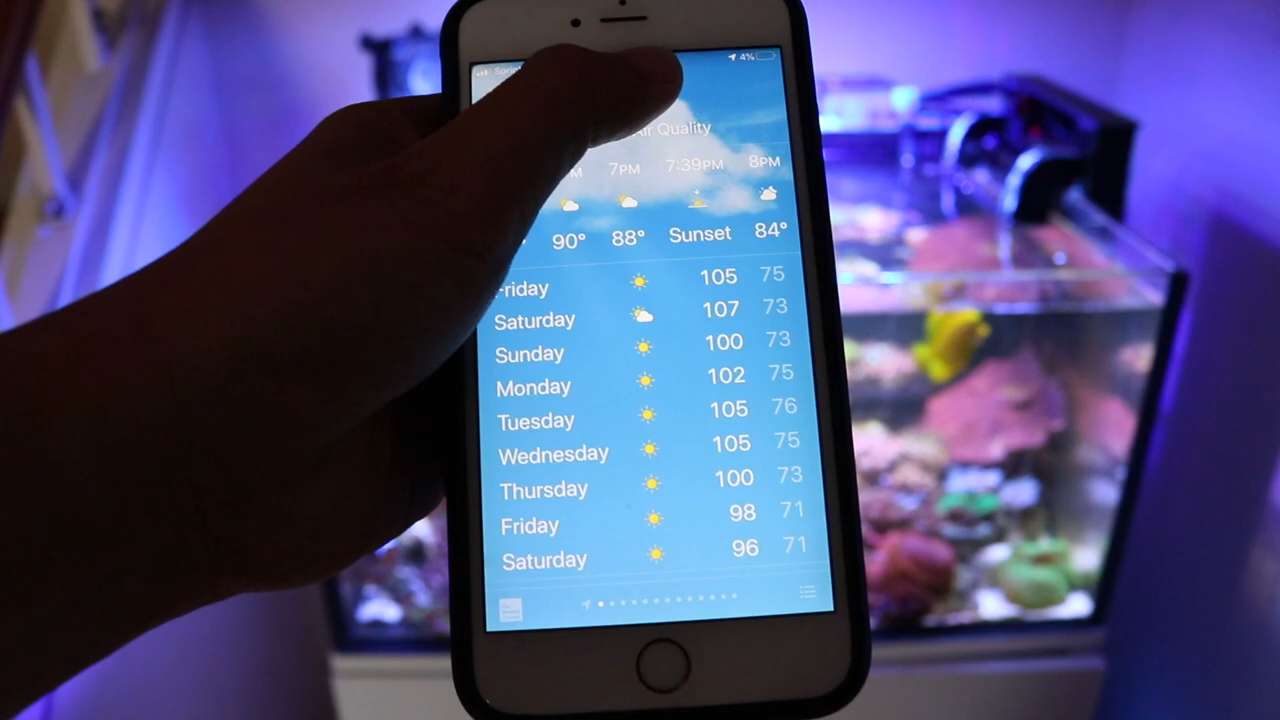 4%
Air Quality
7PM 7:39PM 8PM
90° 88° Sunset 84°
Friday 105 75
Saturday 107 73
Sunday 100 73
Monday 102 75
Tuesday 105 76
Wednesday 105 75
Thursday 100 73
Friday 98 71
Saturday 96 71